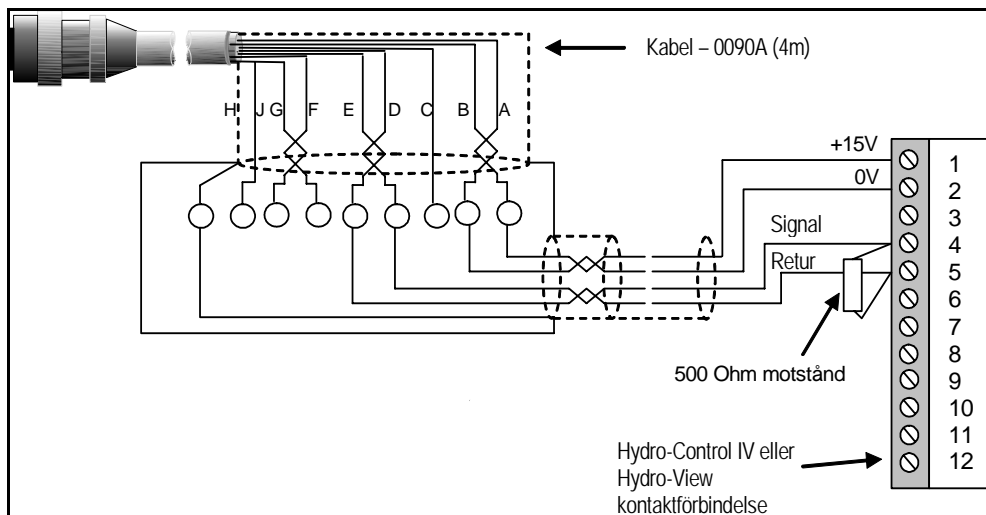 Kabel – 0090A (4m)
H J G F E D C B A
+15V
0V
Signal
Retur
1
2
3
4
5
6
7
8
9
10
11
12
500 Ohm motstånd
Hydro-Control IV eller
Hydro-View
kontaktförbindelse